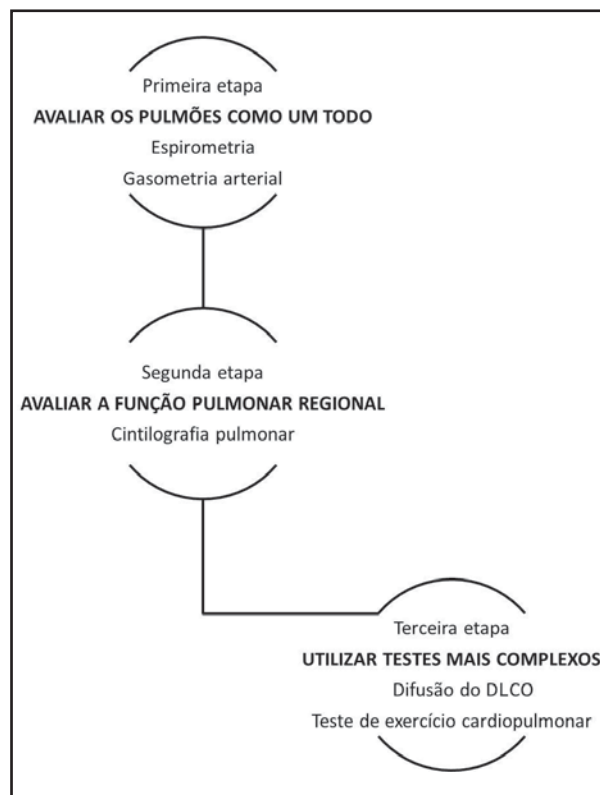 Primeira etapa
AVALIAR OS PULMÕES COMO UM TODO
Espirometria
Gasometria arterial
Segunda etapa
AVALIAR A FUNÇÃO PULMONAR REGIONAL
Cintilografia pulmonar
Terceira etapa
UTILIZAR TESTES MAIS COMPLEXOS
Difusão do DLCO
Teste de exercício cardiopulmonar